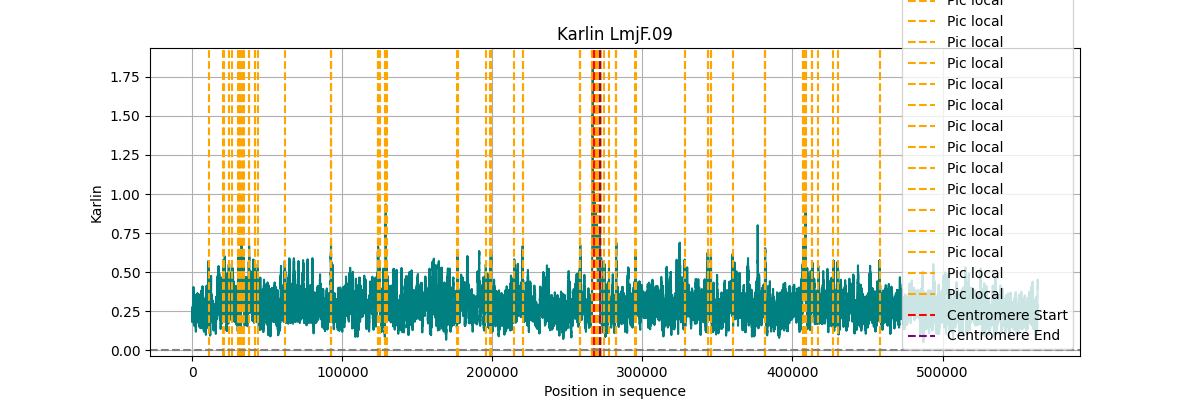 Pic local
Karlin LmjF.09
Pic local
Pic local
Pic local
Pic local
Pic local
Pic local
Pic local
Pic local
Pic local
Pic local
Pic local
Pic local
Pic local
Pic local
Centromere Start
Centromere End
1.75
1.50
1.25
1.00
0.75
0.50
0.25
0.00
Karlin
0
100000
200000
300000
400000
500000
Position in sequence